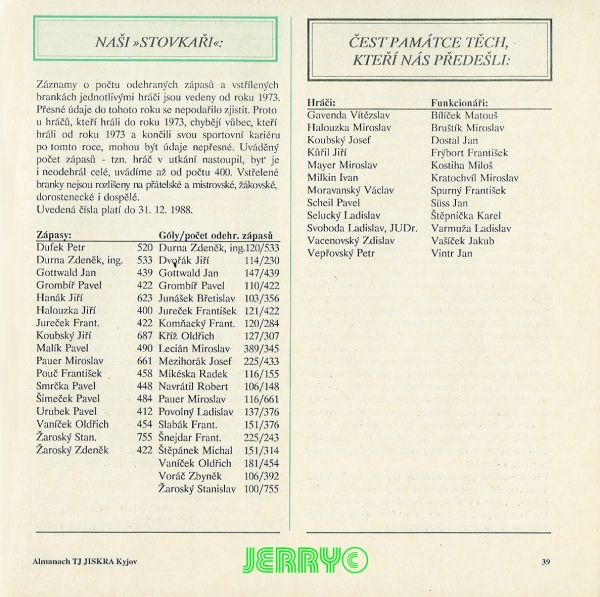 NAŠI »STOVKAŘI«:
Záznamy o počtu odehraných zápasů a vstřílených
brankách jednotlivými hráči jsou vedeny od roku 1973.
Přesné údaje do tohoto roku se nepodařilo zjistit. Proto
u hráčů, kteří hráli do roku 1973, chybějí vůbec, kteří
hráli od roku 1973 a končili svou sportovní kariéru
po tomto roce, mohou být údaje nepřesné. Uváděný
počet zápasů - tzn. hráč v utkání nastoupil, byť je
i neodehrál celé, uvádíme až od počtu 400. Vstřelené
branky nejsou rozlišeny na přátelské a mistrovské, žákovské,
dorostenecké i dospělé.
Uvedená čísla platí do 31. 12. 1988.
Zápasy: Góly/počet odehr. zápasů
Dufek Petr 520 Durna Zdeněk, ing. 120/533
Durna Zdeněk, ing. 533 Dvořák Jiří 114/230
Gottwald Jan 439 Gottwald Jan 147/439
Grombíř Pavel 422 Grombíř Pavel 110/422
Hanák Jiří 623 Junášek Břetislav 103/356
Halouzka Jiří 400 Jureček František 121/422
Jureček Frant. 422 Komňacký Frant. 120/284
Koubský Jiří 687 Kříž Oldřich 127/307
Malík Pavel 490 Lecián Miroslav 389/345
Pauer Miroslav 661 Mezihorák Josef 225/433
Pouč František 458 Mikéska Radek 116/155
Smrčka Pavel 448 Navrátil Robert 106/148
Šimeček Pavel 484 Pauer Miroslav 116/661
Urubek Pavel 412 Povolný Ladislav 137/376
Vaníček Oldřich 454 Slabák Frant. 151/376
Žaroský Stan. 755 Šnejdar Frant. 225/243
Žaroský Zdeněk 422 Štěpánek Michal 151/314
Vaníček Oldřich 181/454
Voráč Zbyněk 106/392
Žaroský Stanislav 100/755
ČEST PAMÁTCE TĚCH,
KTEŘÍ NÁS PŘEDEŠLI:
Hráči: Funkcionáři:
Gavenda Vítězslav Bílíček Matouš
Halouzka Miroslav Bruštík Miroslav
Koubský Josef Dostal Jan
Kůřil Jiří Frýbort František
Mayer Miroslav Kostiha Miloš
Milkin Ivan Kratochvíl Miroslav
Moravanský Václav Spurný František
Scheil Pavel Süss Jan
Selucký Ladislav Štěpnička Karel
Svoboda Ladislav, JUDr. Varmuža Ladislav
Vacenovský Zdislav Vašíček Jakub
Vepřovský Petr Vintr Jan
Almanach TJ JISKRA Kyjov JERRY© 39